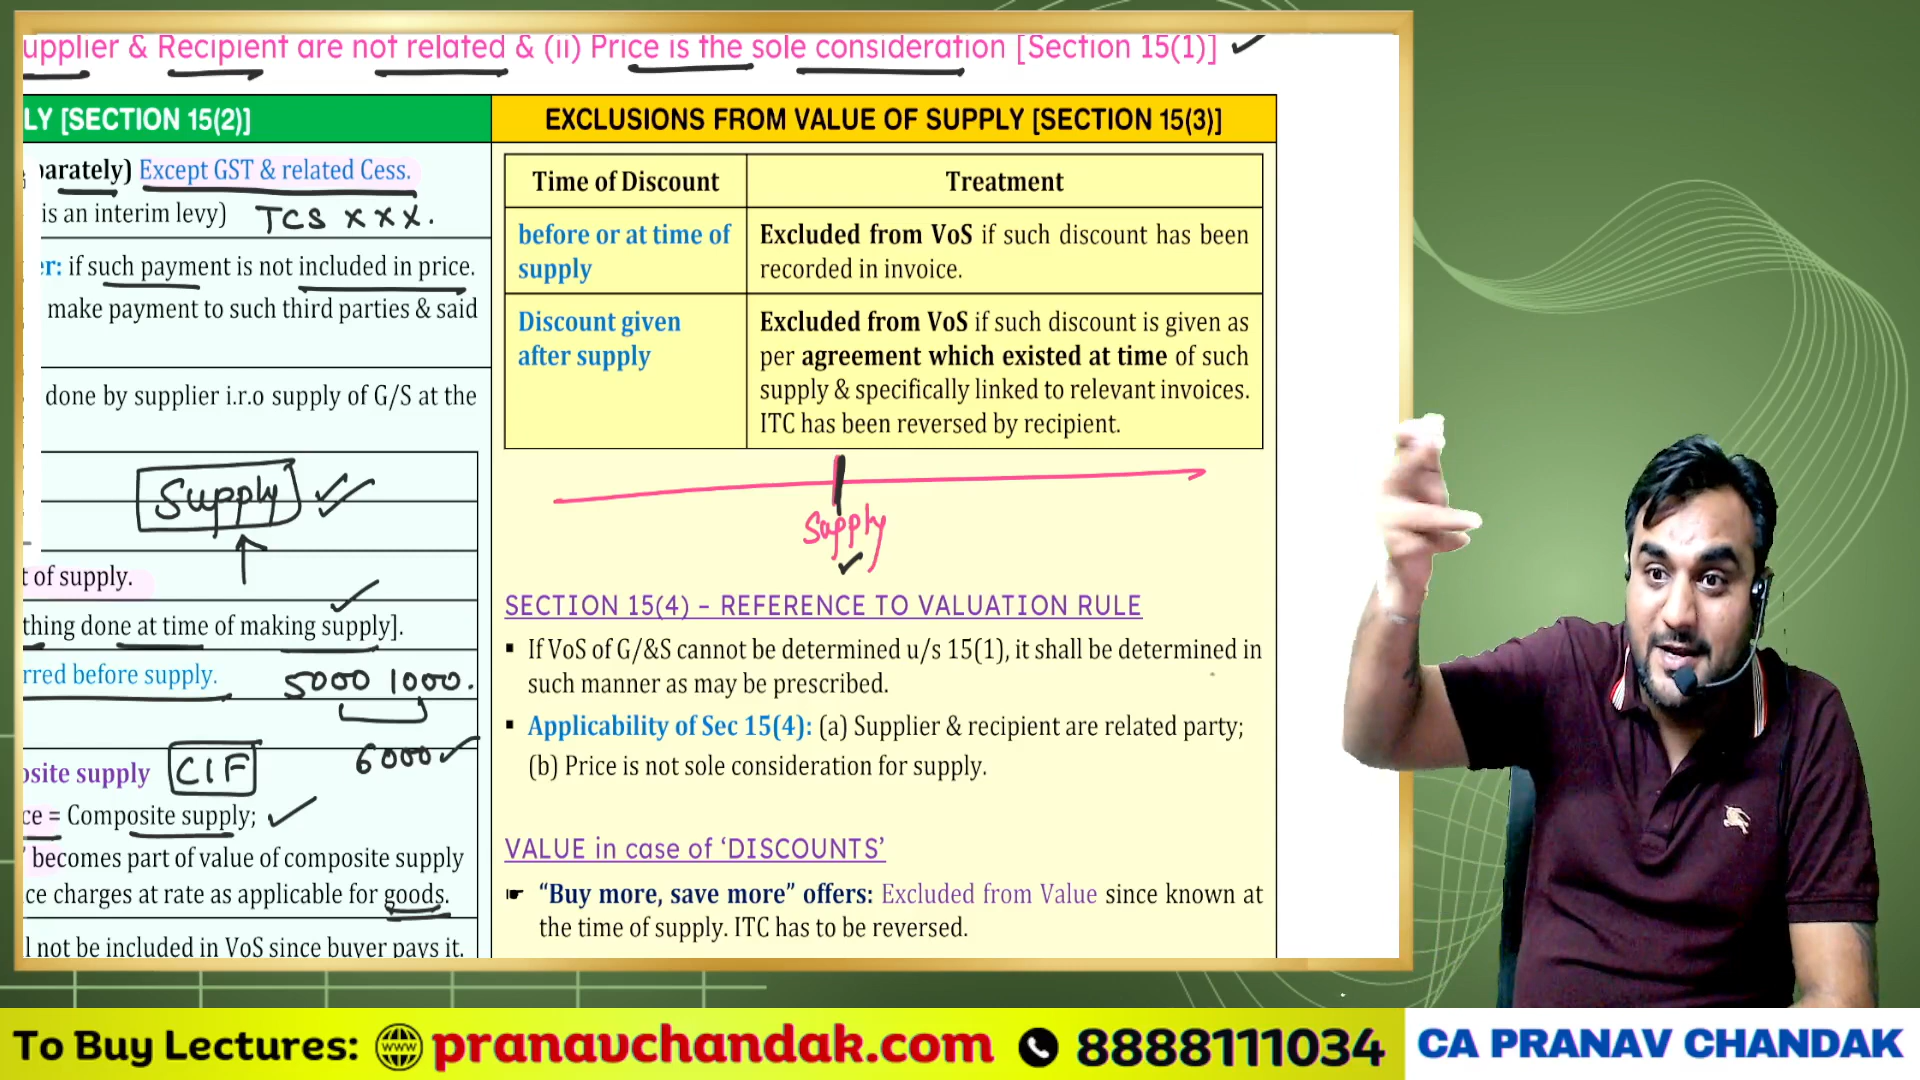 upplier & Recipient are not related & (ii) Price is the sole consideration [Section 15(1)]
LY [SECTION 15(2)]
parately) Except GST & related Cess.
is an interim levy) TCS x x x.
er: if such payment is not included in price.
make payment to such third parties & said
done by supplier i.r.o supply of G/S at the
Supply
t of supply.
thing done at time of making supply].
rred before supply. 5000 1000.
6000
osite supply CIF
ce = Composite supply;
becomes part of value of composite supply
ce charges at rate as applicable for goods.
l not be included in VoS since buyer pays it.
EXCLUSIONS FROM VALUE OF SUPPLY [SECTION 15(3)]
Time of Discount Treatment
before or at time of supply
Excluded from VoS if such discount has been
recorded in invoice.
Discount given
after supply
Excluded from VoS if such discount is given as
per agreement which existed at time of such
supply & specifically linked to relevant invoices.
ITC has been reversed by recipient.
Supply
SECTION 15(4) – REFERENCE TO VALUATION RULE
▪ If VoS of G/&S cannot be determined u/s 15(1), it shall be determined in
such manner as may be prescribed.
▪ Applicability of Sec 15(4): (a) Supplier & recipient are related party;
(b) Price is not sole consideration for supply.
VALUE in case of ‘DISCOUNTS’
☛ “Buy more, save more” offers: Excluded from Value since known at
the time of supply. ITC has to be reversed.
To Buy Lectures: www pranavchandak.com 8888111034 CA PRANAV CHANDAK